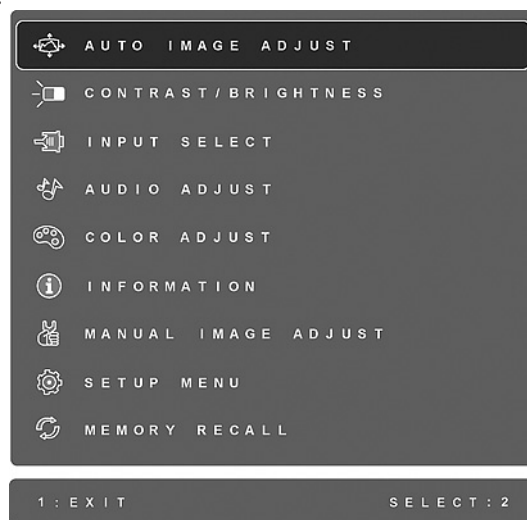 AUTO IMAGE ADJUST
CONTRAST/BRIGHTNESS
INPUT SELECT
AUDIO ADJUST
COLOR ADJUST
INFORMATION
MANUAL IMAGE ADJUST
SETUP MENU
MEMORY RECALL
1:EXIT SELECT:2